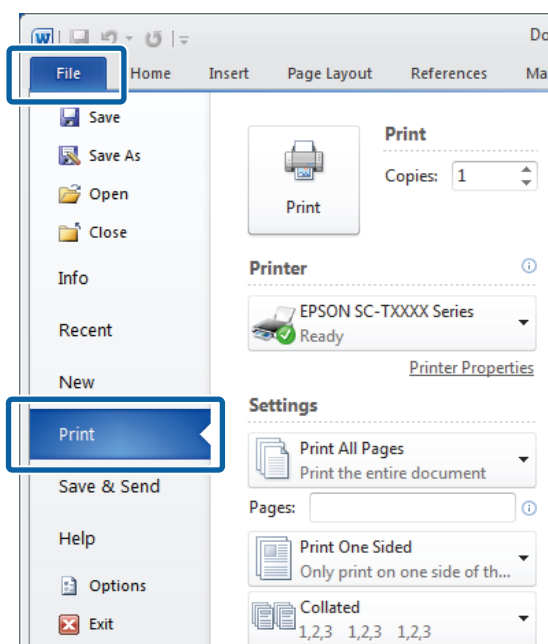 W
Do
File Home Insert Page Layout References Ma
Save
Save As
Open
Close
Info
Recent
New
Print
Save & Send
Help
Options
Exit
Print
Print
Copies: 1
Printer
EPSON SC-TXXXX Series
Ready
Printer Properties
Settings
Print All Pages
Print the entire document
Pages:
Print One Sided
Only print on one side of th...
Collated
1,2,3 1,2,3 1,2,3